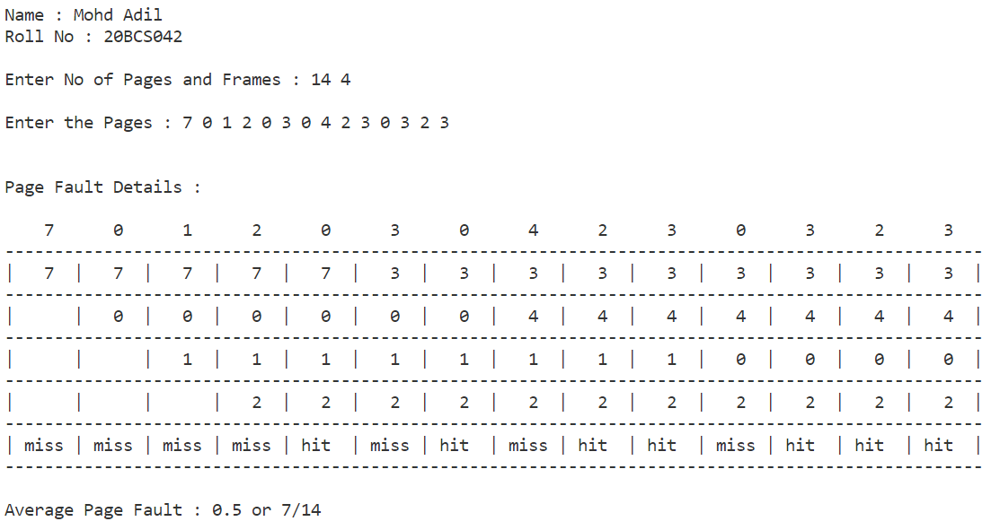 Name : Mohd Adil
Roll No : 20BCS042
Enter No of Pages and Frames : 14 4
Enter the Pages : 7 0 1 2 0 3 0 4 2 3 0 3 2 3
Page Fault Details :
7 0 1 2 0 3 0 4 2 3 0 3 2 3
--------------------------------------------------------------------------------------------------
| 7 | 7 | 7 | 7 | 7 | 3 | 3 | 3 | 3 | 3 | 3 | 3 | 3 | 3 |
--------------------------------------------------------------------------------------------------
| | 0 | 0 | 0 | 0 | 0 | 0 | 4 | 4 | 4 | 4 | 4 | 4 | 4 |
--------------------------------------------------------------------------------------------------
| | | 1 | 1 | 1 | 1 | 1 | 1 | 1 | 1 | 0 | 0 | 0 | 0 |
--------------------------------------------------------------------------------------------------
| | | | 2 | 2 | 2 | 2 | 2 | 2 | 2 | 2 | 2 | 2 | 2 |
--------------------------------------------------------------------------------------------------
| miss | miss | miss | miss | hit | miss | hit | miss | hit | hit | miss | hit | hit | hit |
--------------------------------------------------------------------------------------------------
Average Page Fault : 0.5 or 7/14